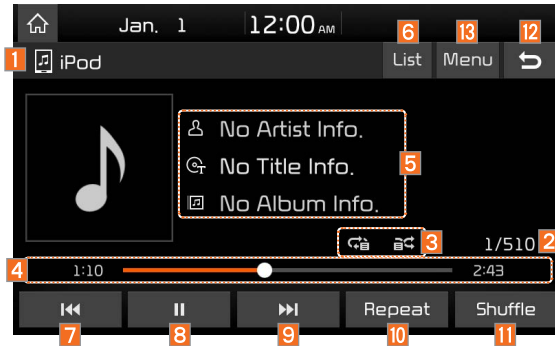 Jan. 1 12:00 AM
6 13 12
1 iPod List Menu
No Artist Info.
No Title Info. 5
No Album Info.
3 1/510 2
4 1:10 2:43
Repeat Shuffle
7 8 9 10 11